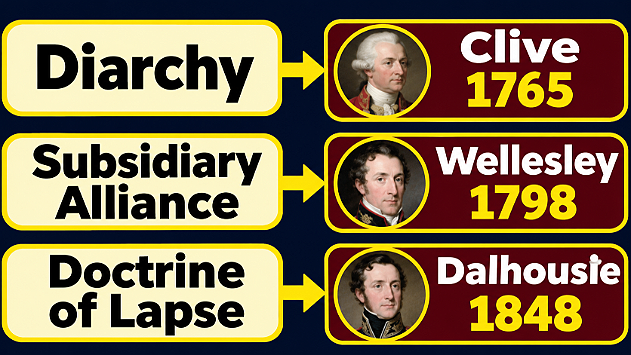 Diarchy
Clive
1765
Subsidiary
Alliance
Wellesley
1798
Doctrine
of Lapse
Dalhousie
1848